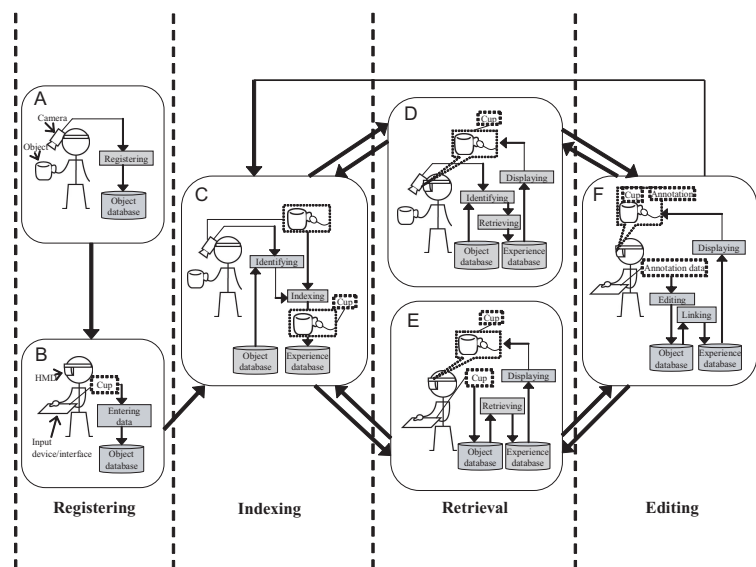 A
Camera
Object
Registering
Object
database
B
HMD
Cup
Entering
data
Input
device/interface
Object
database
Registering
C
Identifying
Indexing
Cup
Object
database
Experience
database
Indexing
D
Cup
Displaying
Identifying
Retrieving
Object
database
Experience
database
E
Cup
Cup
Displaying
Retrieving
Object
database
Experience
database
Retrieval
F
Cup
Annotation
Displaying
Annotation data
Editing
Linking
Object
database
Experience
database
Editing